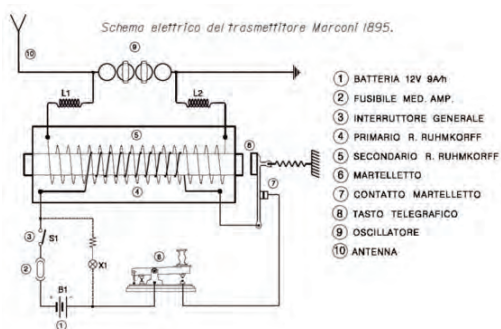 Schema elettrico del trasmettitore Marconi 1895.
9
10
L1
L2
5
6
7
4
3
S1
2
X1
8
B1
1
1 BATTERIA 12V 9A/h
2 FUSIBILE MED. AMP.
3 INTERRUTTORE GENERALE
4 PRIMARIO R. RUHMKORFF
5 SECONDARIO R. RUHMKORFF
6 MARTELLETTO
7 CONTATTO MARTELLETTO
8 TASTO TELEGRAFICO
9 OSCILLATORE
10 ANTENNA